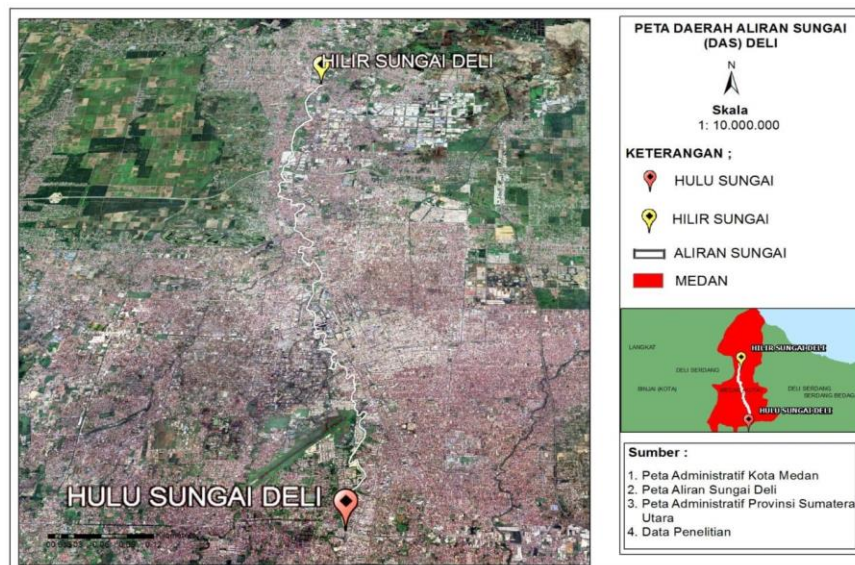 HILIR SUNGAI DELI
HULU SUNGAI DELI
PETA DAERAH ALIRAN SUNGAI
(DAS) DELI
N
Skala
1: 10.000.000
KETERANGAN ;
HULU SUNGAI
HILIR SUNGAI
ALIRAN SUNGAI
MEDAN
HILIR SUNGAI DELI
LANGKAT
DELI SERDANG
BINJAI (KOTA)
DELI SERDANG
SERDANG BEDAG
HULU SUNGAI DELI
Sumber :
1. Peta Administratif Kota Medan
2. Peta Aliran Sungai Deli
3. Peta Administratif Provinsi Sumatera
Utara
4. Data Penelitian